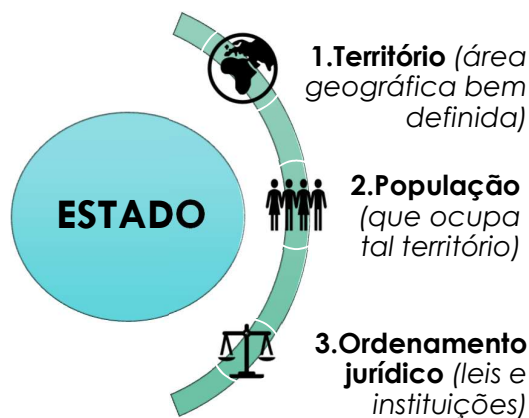 ESTADO
1.Território (área
geográfica bem
definida)
2.População
(que ocupa
tal território)
3.Ordenamento
jurídico (leis e
instituições)